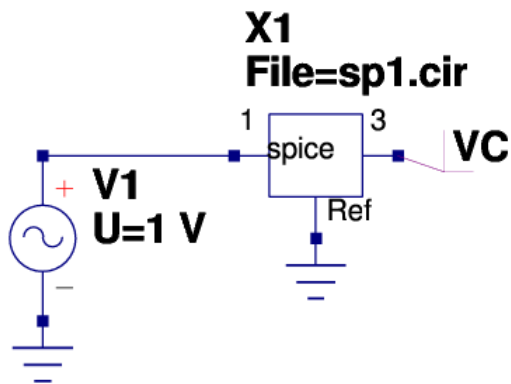 X1
File=sp1.cir
1
3
spice
VC
Ref
+
V1
U=1 V
–